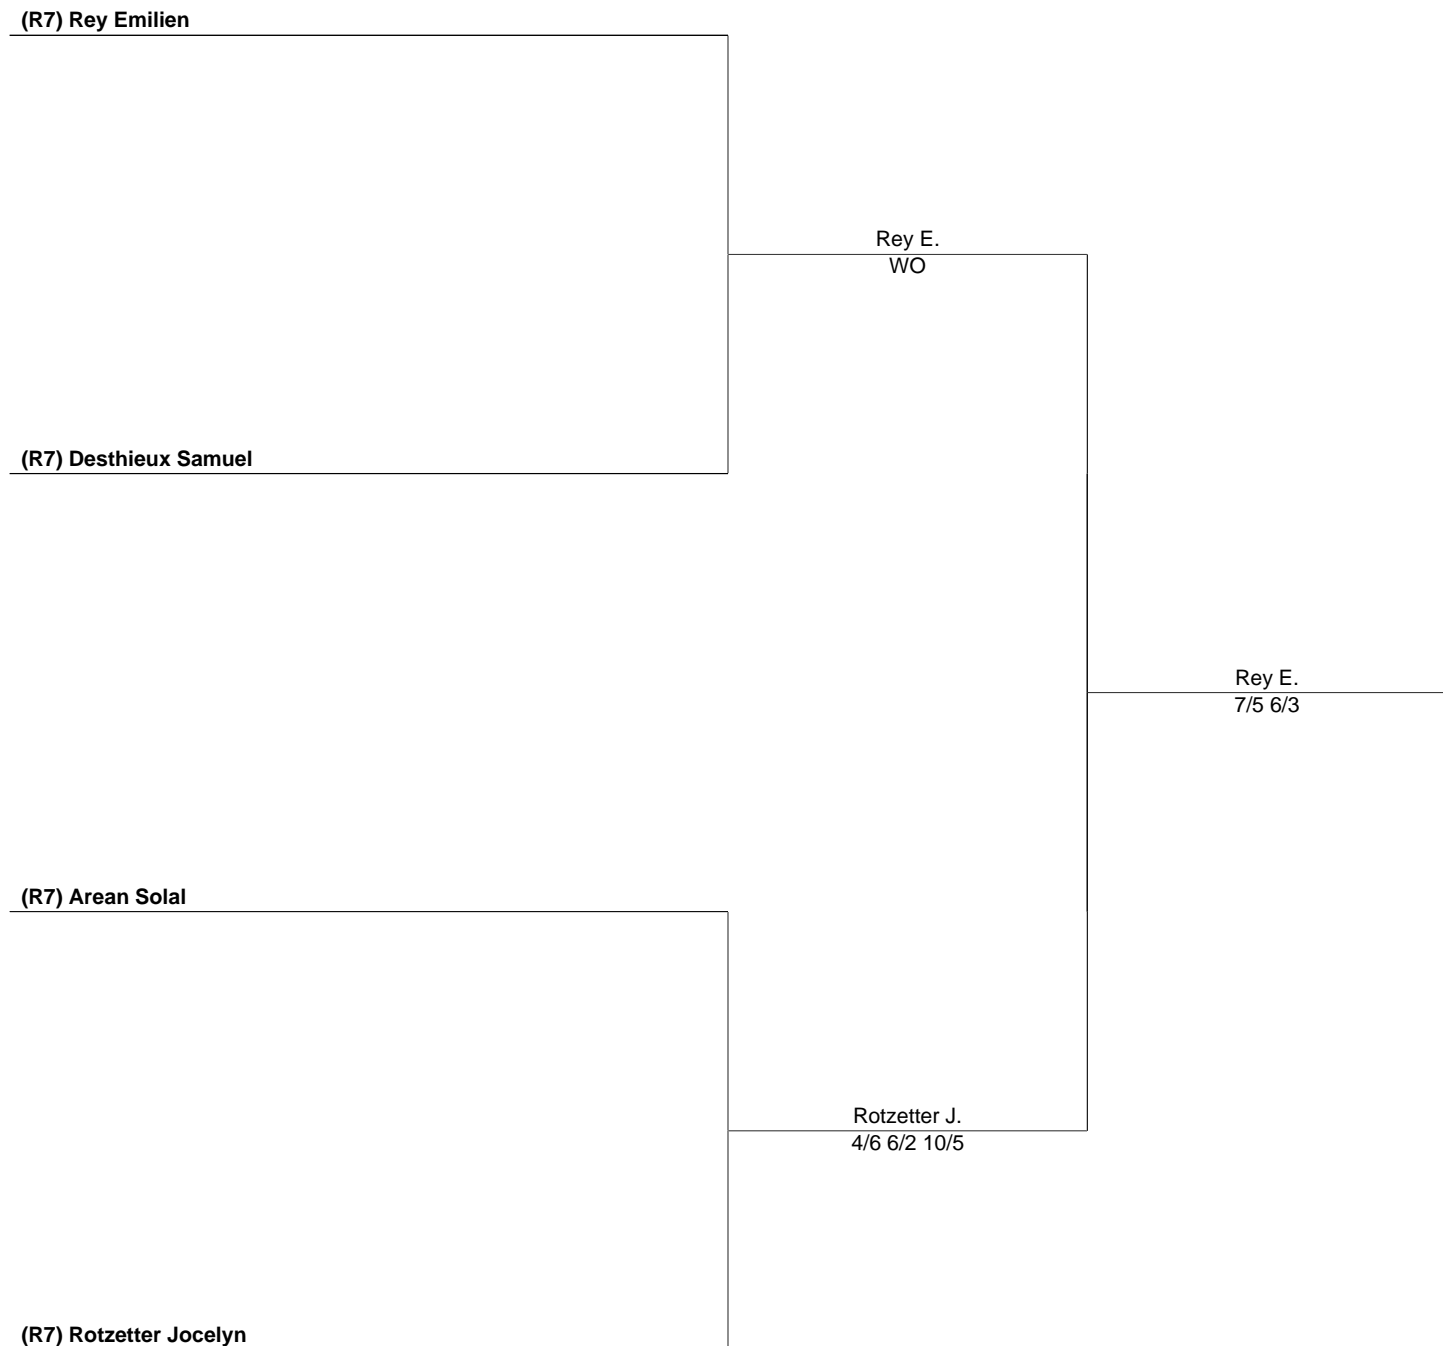 (R7) Rey Emilien
Rey E.
WO
(R7) Desthieux Samuel
Rey E.
7/5 6/3
(R7) Arean Solal
Rotzetter J.
4/6 6/2 10/5
(R7) Rotzetter Jocelyn